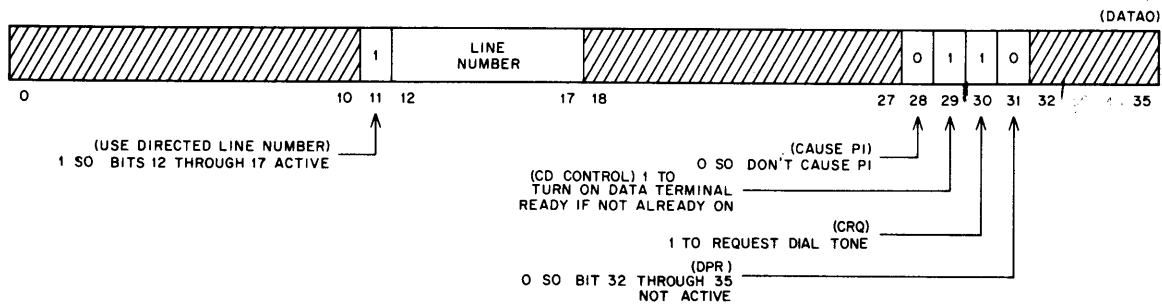 (DATAO)
1 LINE NUMBER 0 1 1 0
0 10 11 12 17 18 27 28 29 30 31 32 35
(USE DIRECTED LINE NUMBER)
1 SO BITS 12 THROUGH 17 ACTIVE
(CAUSE PI)
0 SO DON'T CAUSE PI
(CD CONTROL) 1 TO
TURN ON DATA TERMINAL
READY IF NOT ALREADY ON
(CRQ)
1 TO REQUEST DIAL TONE
(DPR)
0 SO BIT 32 THROUGH 35
NOT ACTIVE